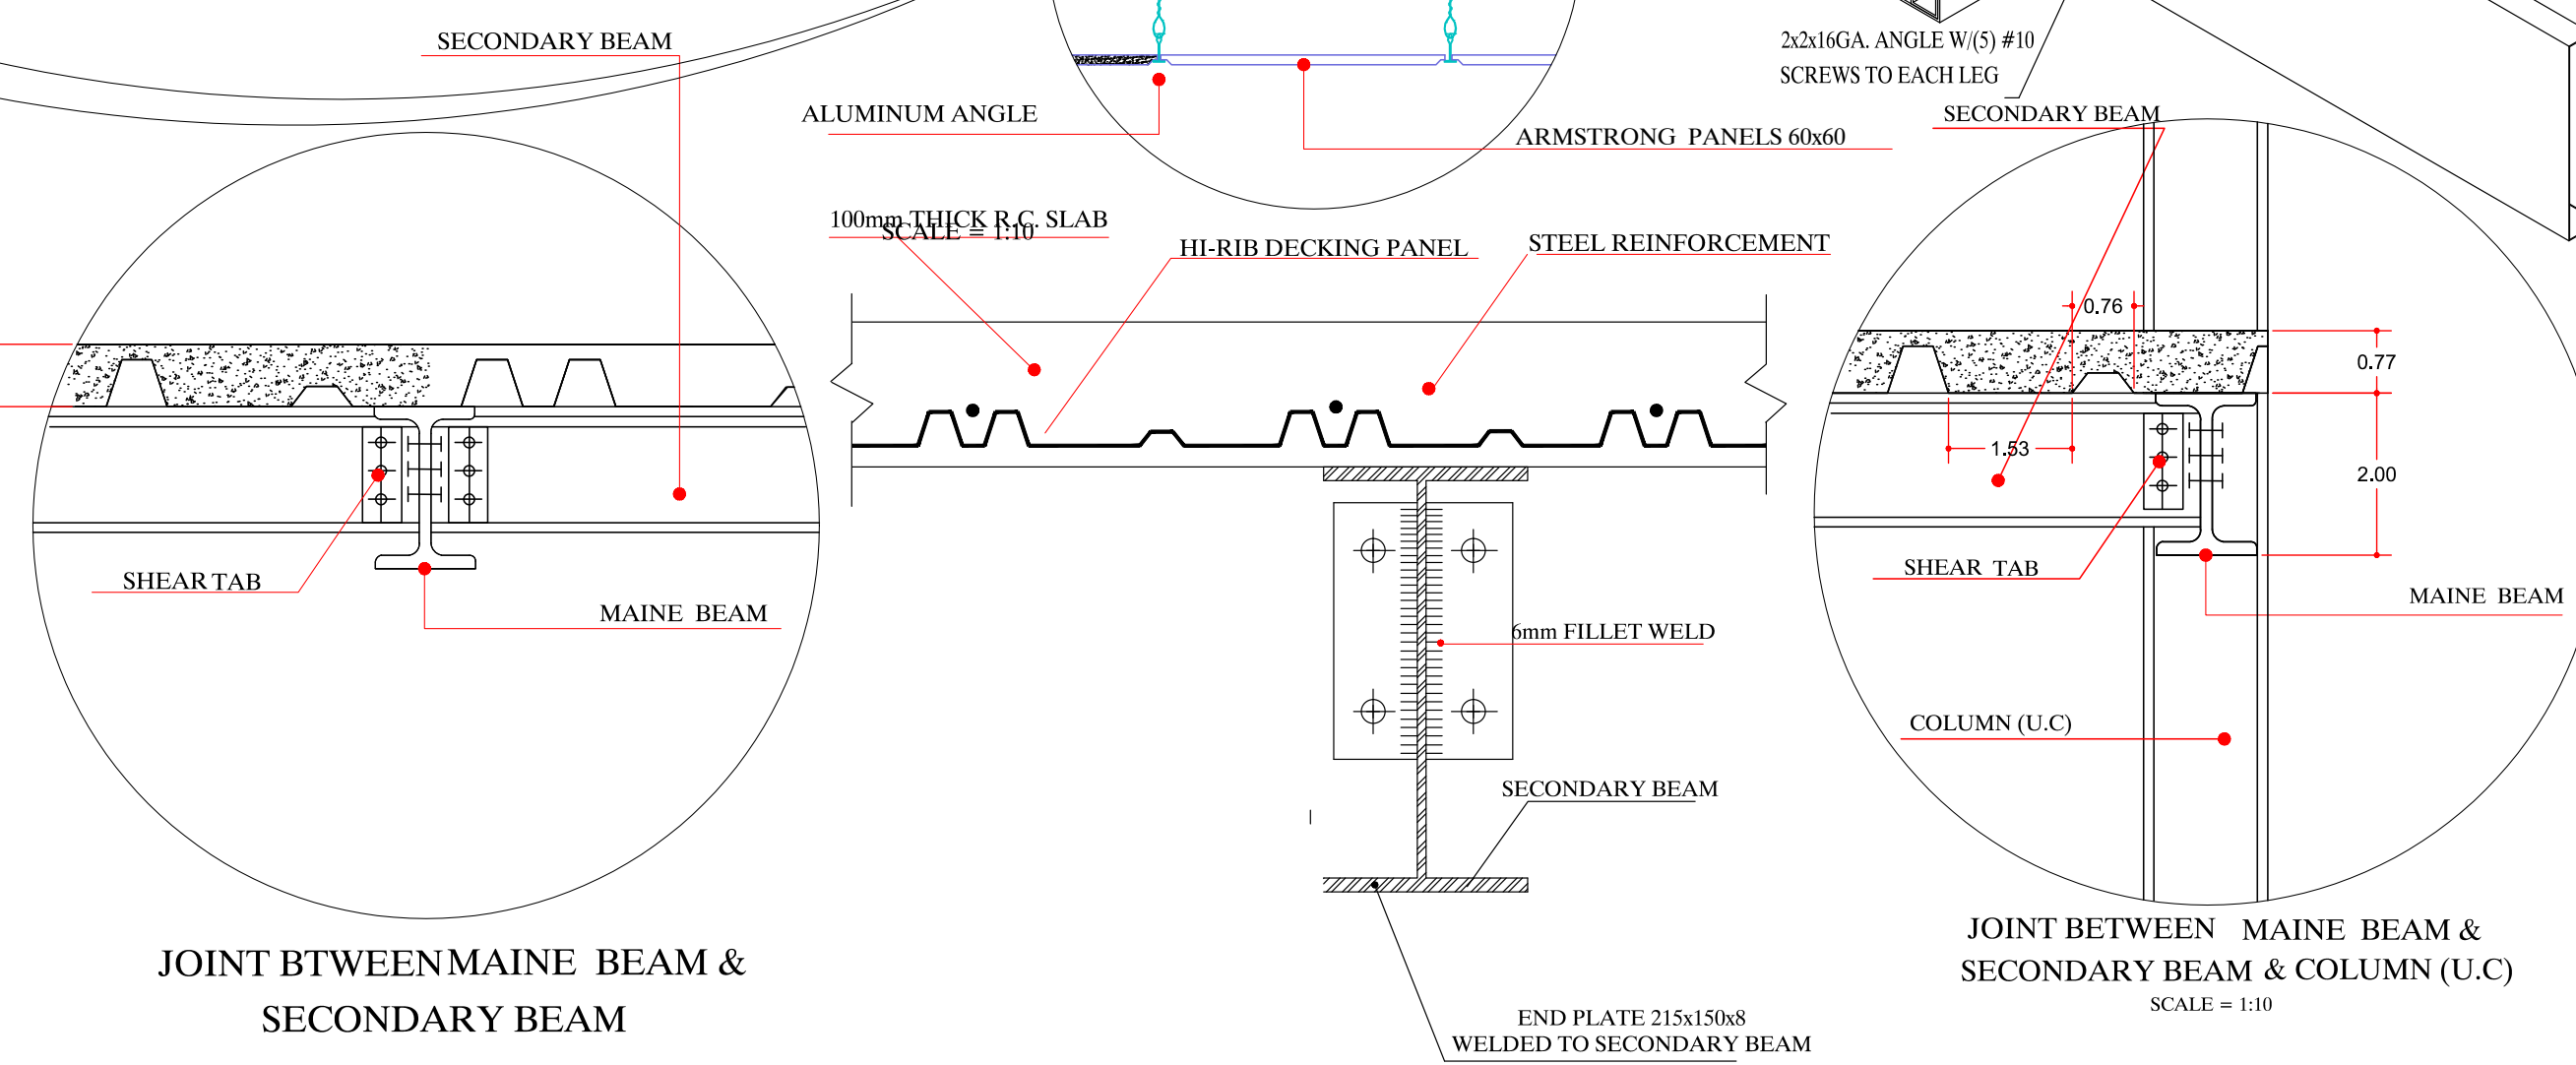 SECONDARY BEAM
SHEAR TAB
MAINE BEAM
JOINT BTWEEN MAINE BEAM &
SECONDARY BEAM
ALUMINUM ANGLE
ARMSTRONG PANELS 60x60
100mm THICK R.C. SLAB
SCALE = 1:10
HI-RIB DECKING PANEL
STEEL REINFORCEMENT
6mm FILLET WELD
SECONDARY BEAM
END PLATE 215x150x8
WELDED TO SECONDARY BEAM
2x2x16GA. ANGLE W/(5) #10
SCREWS TO EACH LEG
SECONDARY BEAM
0.76
0.77
1.53
2.00
SHEAR TAB
MAINE BEAM
COLUMN (U.C)
JOINT BETWEEN MAINE BEAM &
SECONDARY BEAM & COLUMN (U.C)
SCALE = 1:10